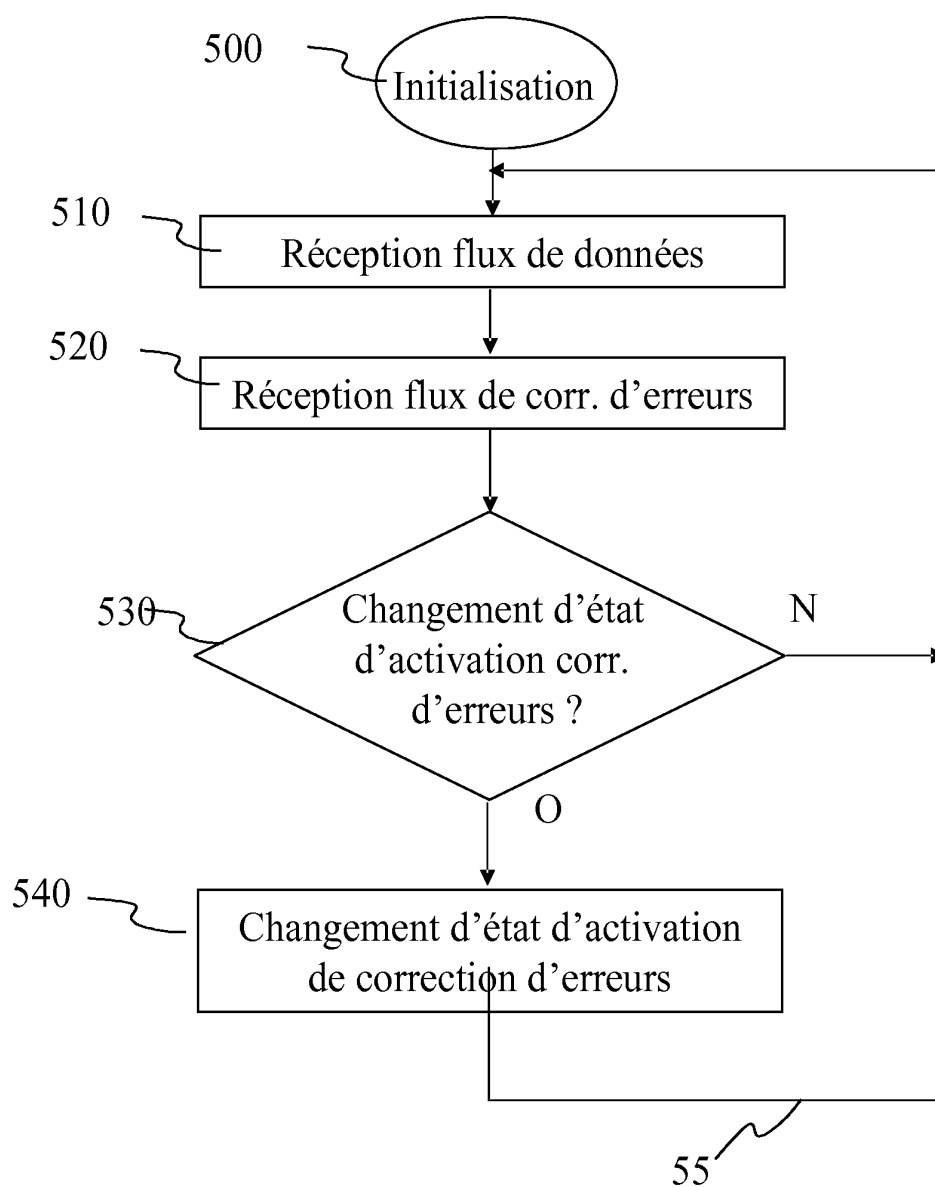 500
Initialisation
510
Réception flux de données
520
Réception flux de corr. d’erreurs
530
Changement d’état
d’activation corr.
d’erreurs ?
N
O
540
Changement d’état d’activation
de correction d’erreurs
55